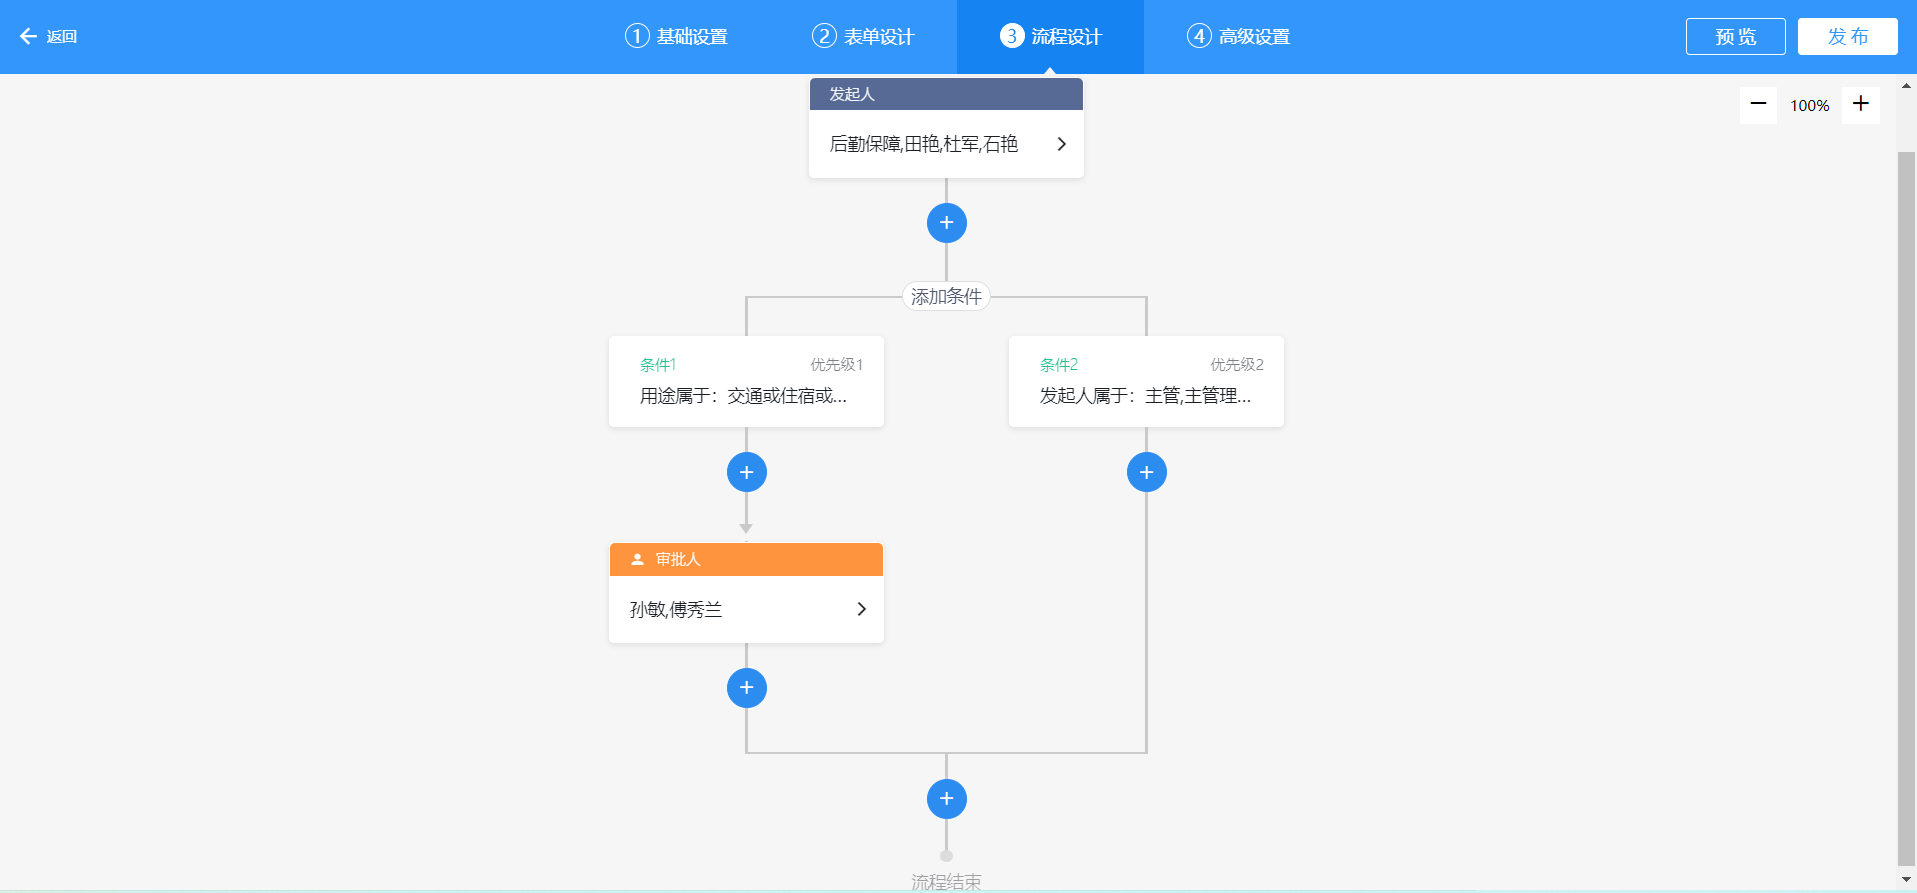 返回
1 基础设置
2 表单设计
3 流程设计
4 高级设置
预览
发布
100%
发起人
后勤保障,田艳,杜军,石艳
添加条件
条件1
优先级1
用途属于：交通或住宿或...
条件2
优先级2
发起人属于：主管,主管理...
审批人
孙敏,傅秀兰
流程结束